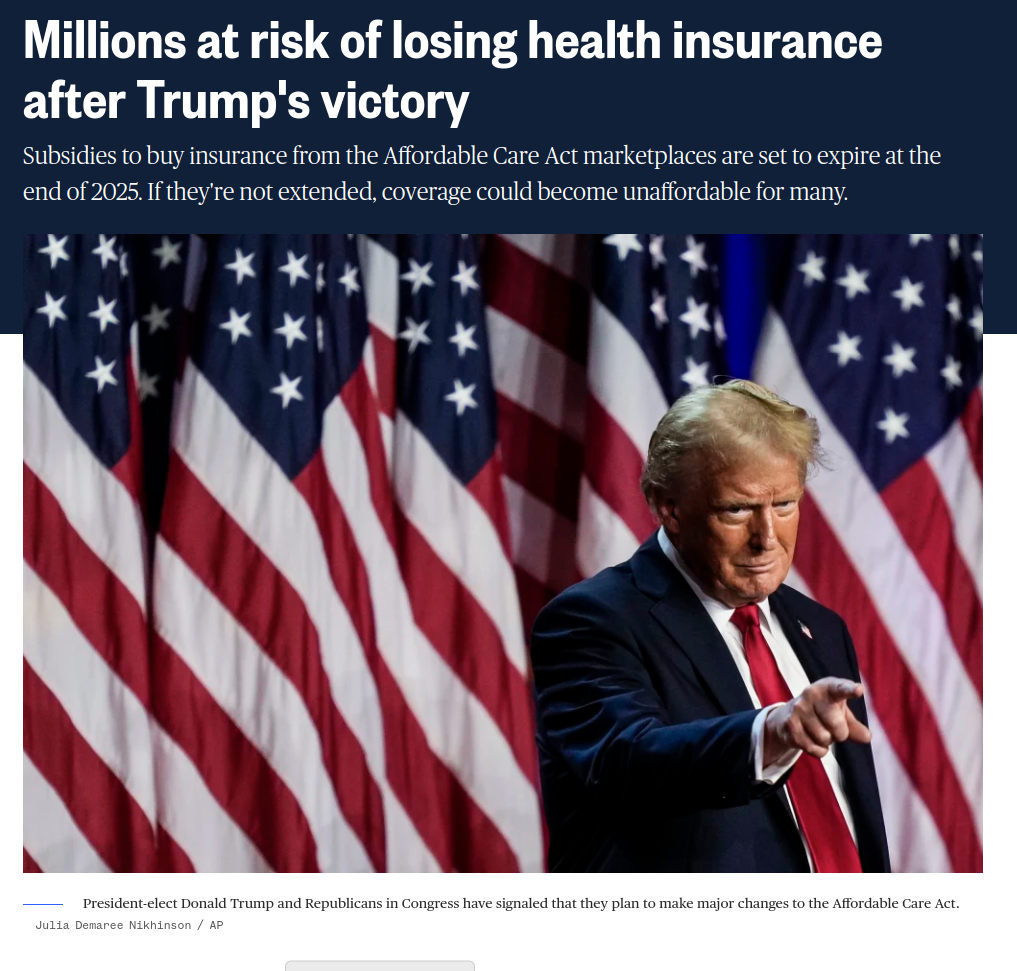 Millions at risk of losing health insurance
after Trump's victory
Subsidies to buy insurance from the Affordable Care Act marketplaces are set to expire at the
end of 2025. If they're not extended, coverage could become unaffordable for many.
President-elect Donald Trump and Republicans in Congress have signaled that they plan to make major changes to the Affordable Care Act.
Julia Demaree Nikhinson / AP